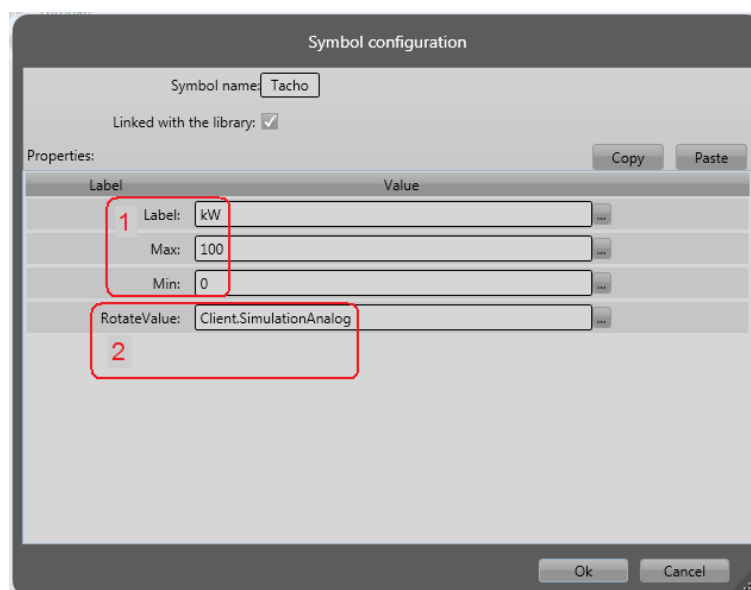 Symbol configuration
Symbol name: Tacho
Linked with the library:
Properties: Copy Paste
Label Value
1 Label: kW ...
Max: 100 ...
Min: 0 ...
RotateValue: Client.SimulationAnalog ...
2
Ok Cancel